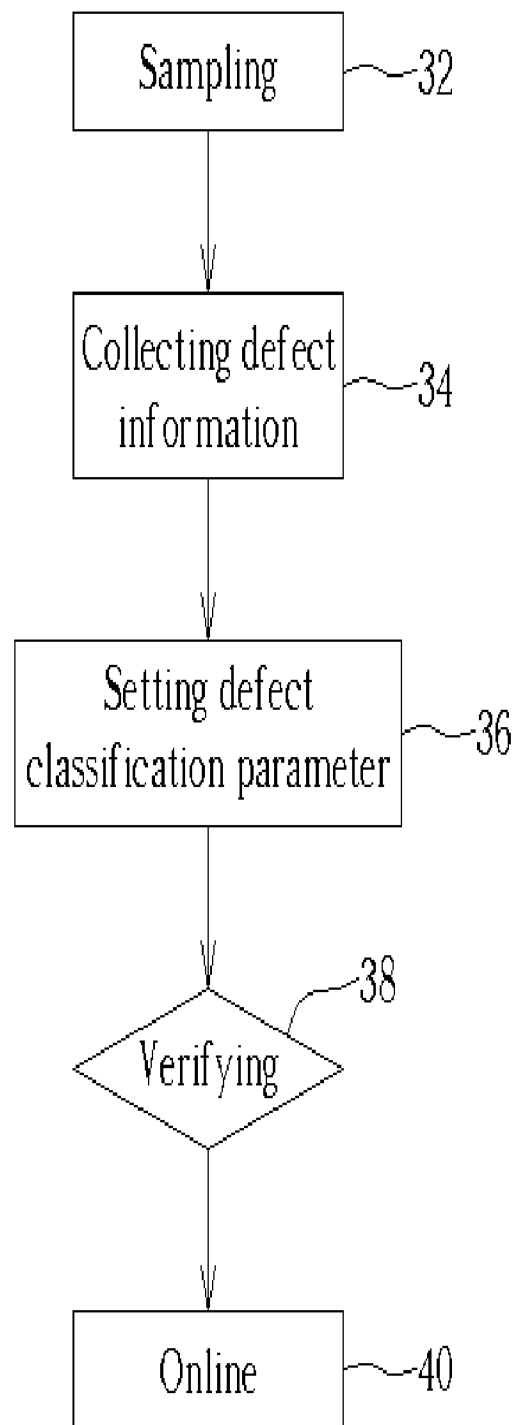 Sampling
32
Collecting defect
information
34
Setting defect
classification parameter
36
38
Verifying
Online
40